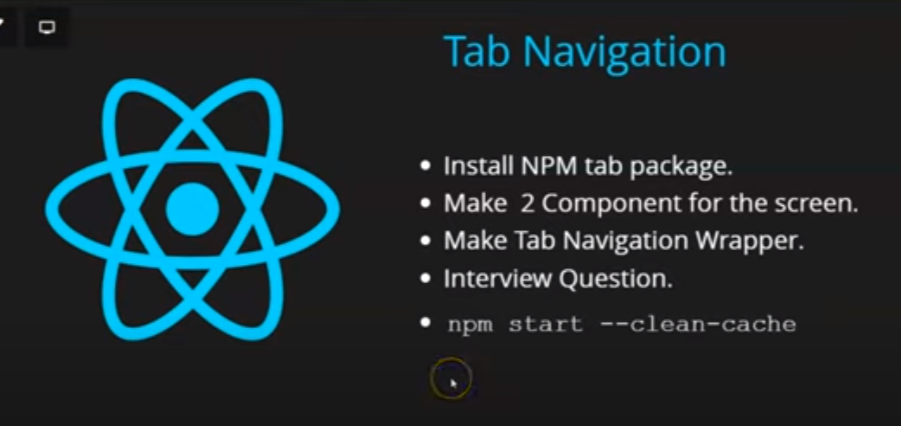 Tab Navigation
• Install NPM tab package.
• Make 2 Component for the screen.
• Make Tab Navigation Wrapper.
• Interview Question.
• npm start --clean-cache